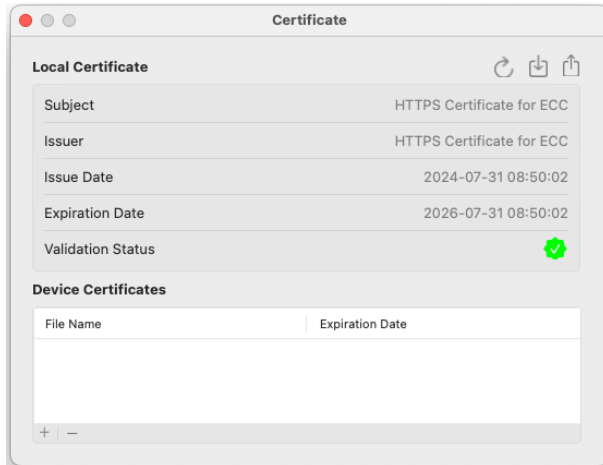 Certificate
Local Certificate
Subject HTTPS Certificate for ECC
Issuer HTTPS Certificate for ECC
Issue Date 2024-07-31 08:50:02
Expiration Date 2026-07-31 08:50:02
Validation Status
Device Certificates
File Name Expiration Date
+ −